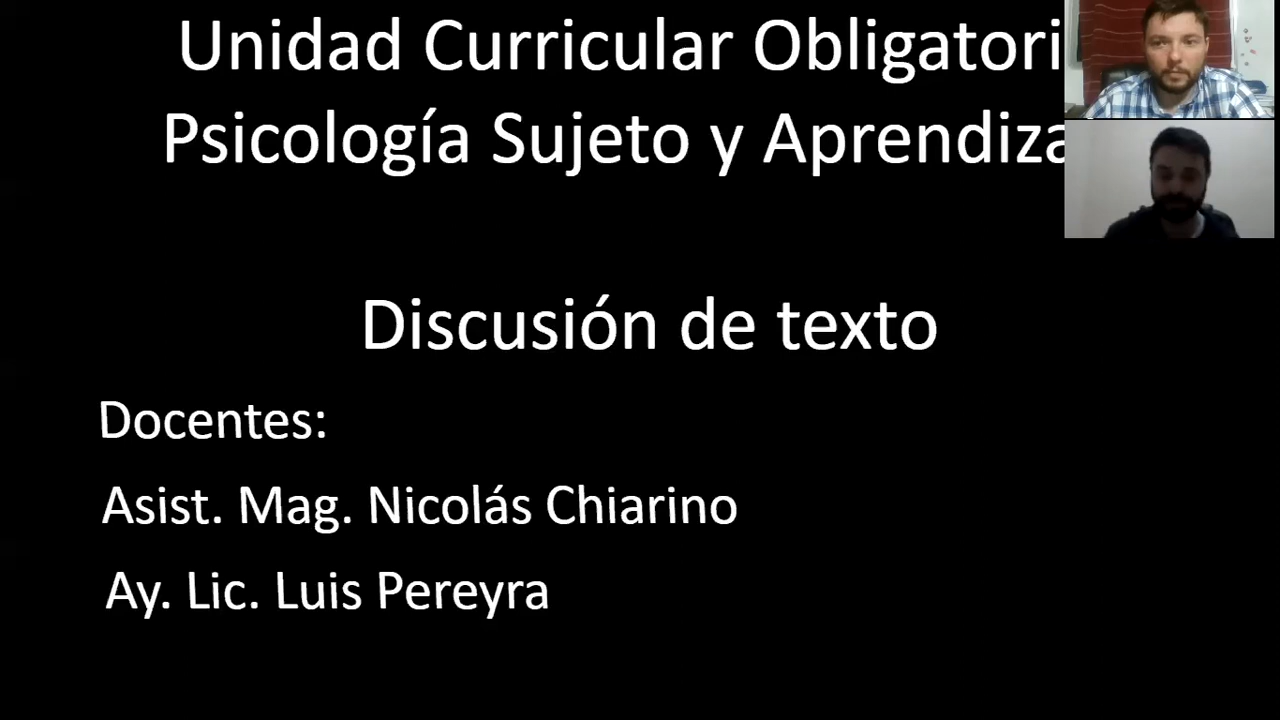 Unidad Curricular Obligatori
Psicología Sujeto y Aprendiza
Discusión de texto
Docentes:
Asist. Mag. Nicolás Chiarino
Ay. Lic. Luis Pereyra